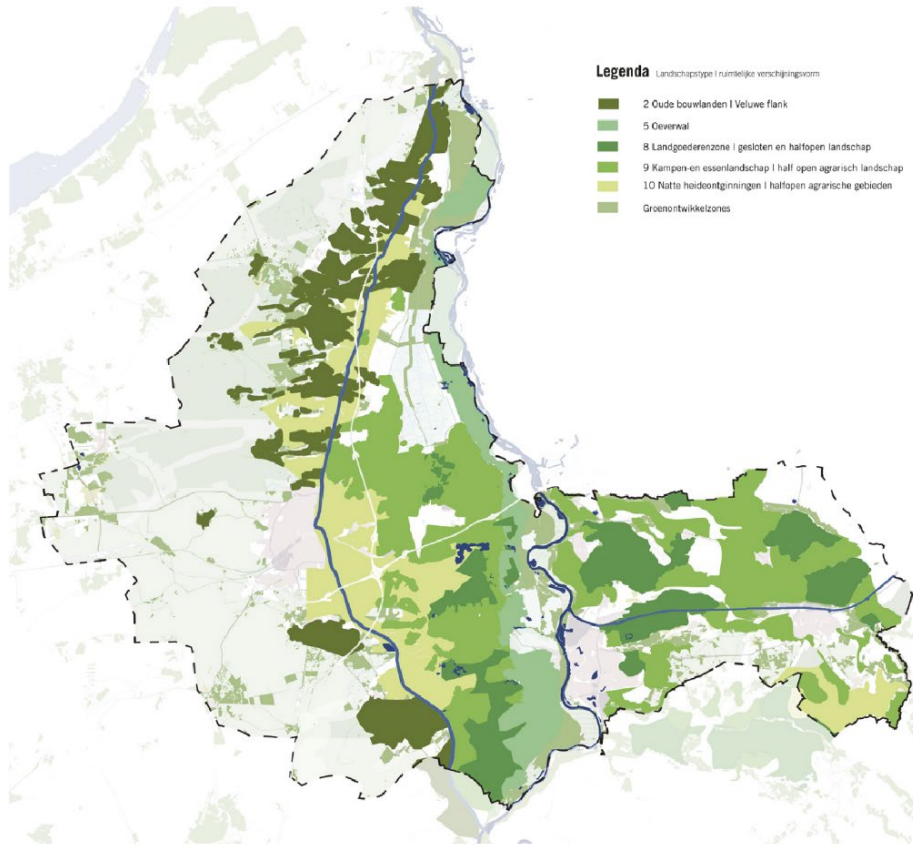 Legenda Landschapstype | ruimtelijke verschijningsvorm
2 Oude bouwlanden | Veluwe flank
5 Oeverwal
8 Landgoederenzone | gesloten en halfopen landschap
9 Kampen-en essenlandschap | half open agrarisch landschap
10 Natte heideontginningen | halfopen agrarische gebieden
Groenontwikkelzones